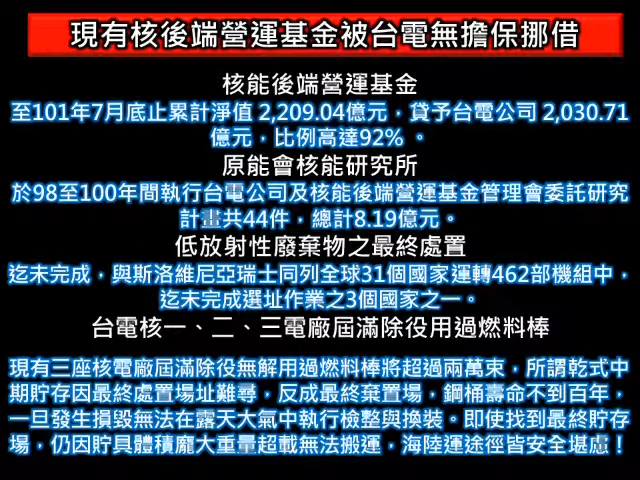 現有核後端營運基金被台電無擔保挪借
核能後端營運基金
至101年7月底止累計淨值 2,209.04億元，貸予台電公司 2,030.71
億元，比例高達92% 。
原能會核能研究所
於98至100年間執行台電公司及核能後端營運基金管理會委託研究
計畫共44件，總計8.19億元。
低放射性廢棄物之最終處置
迄未完成，與斯洛維尼亞瑞士同列全球31個國家運轉462部機組中，
迄未完成選址作業之3個國家之一。
台電核一、二、三電廠屆滿除役用過燃料棒
現有三座核電廠屆滿除役無解用過燃料棒將超過兩萬束，所謂乾式中
期貯存因最終處置場址難尋，反成最終棄置場，鋼桶壽命不到百年，
一旦發生損毀無法在露天大氣中執行檢整與換裝。即使找到最終貯存
場，仍因貯具體積龐大重量超載無法搬運，海陸運途徑皆安全堪慮！